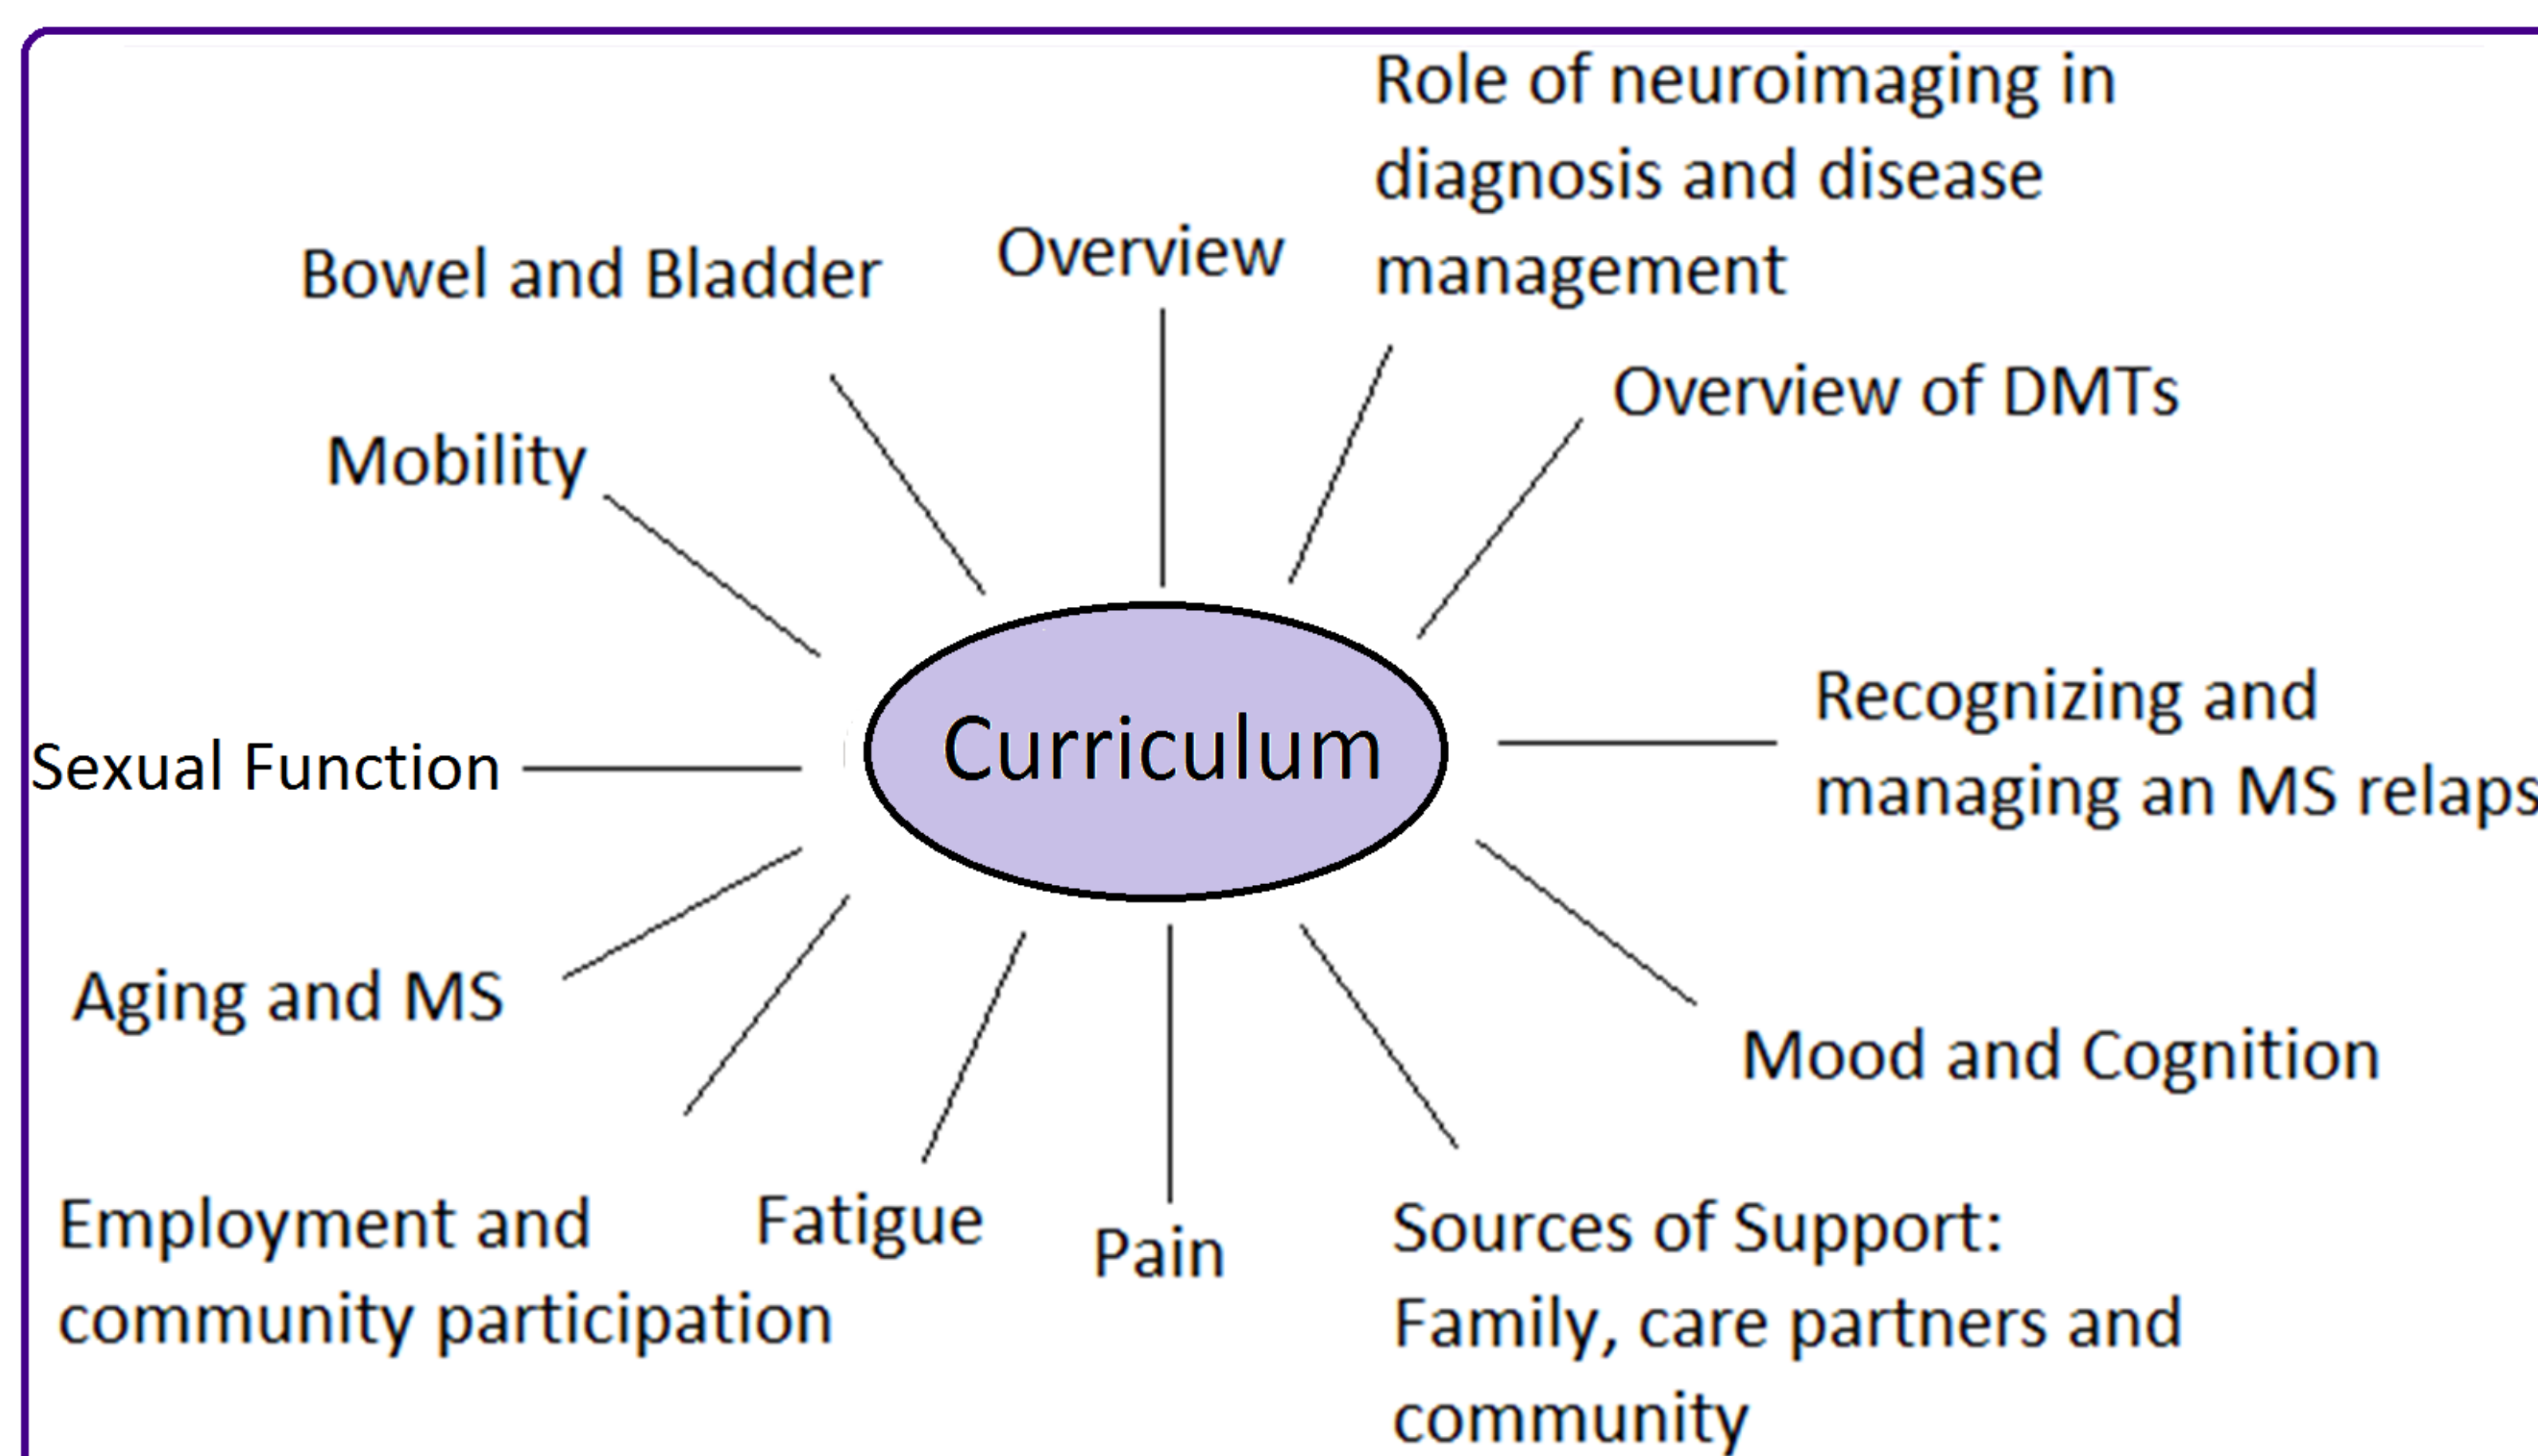 Role of neuroimaging in
diagnosis and disease
management
Overview
Bowel and Bladder
Overview of DMTs
Mobility
Recognizing and
managing an MS relaps
Curriculum
Sexual Function
Aging and MS
Mood and Cognition
Employment and
community participation
Fatigue
Pain
Sources of Support:
Family, care partners and
community